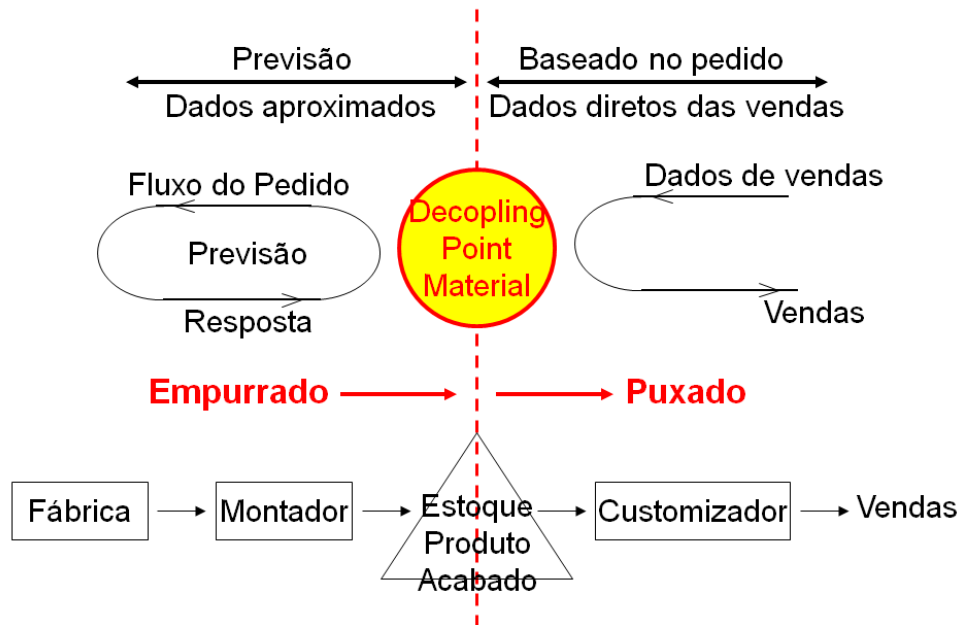 Previsão
Baseado no pedido
Dados aproximados
Dados diretos das vendas
Fluxo do Pedido
Previsão
Resposta
Decopling
Point
Material
Dados de vendas
Vendas
Empurrado
Puxado
Fábrica
Montador
Estoque
Produto
Acabado
Customizador
Vendas